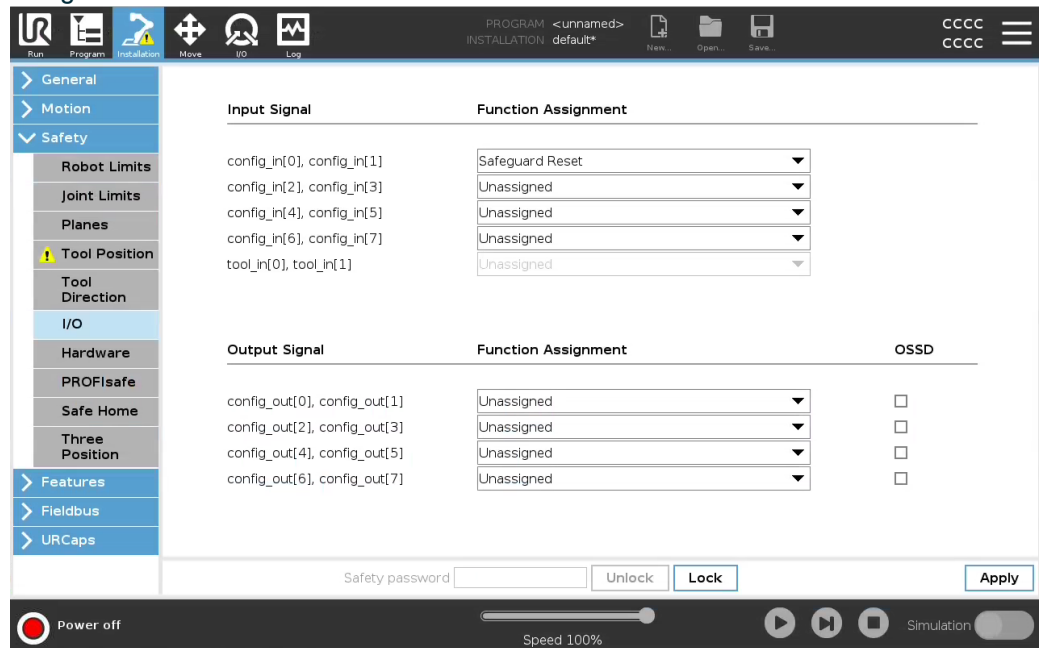 PROGRAM <unnamed>
INSTALLATION default*
New... Open... Save...
CCCC
CCCC
Run Program Installation Move I/O Log
General
Motion
Safety
Robot Limits
Joint Limits
Planes
Tool Position
Tool
Direction
I/O
Hardware
PROFIsafe
Safe Home
Three
Position
Features
Fieldbus
URCaps
Input Signal Function Assignment
config_in[0], config_in[1] Safeguard Reset
config_in[2], config_in[3] Unassigned
config_in[4], config_in[5] Unassigned
config_in[6], config_in[7] Unassigned
tool_in[0], tool_in[1] Unassigned
Output Signal Function Assignment OSSD
config_out[0], config_out[1] Unassigned
config_out[2], config_out[3] Unassigned
config_out[4], config_out[5] Unassigned
config_out[6], config_out[7] Unassigned
Safety password Unlock Lock Apply
Power off Speed 100% Simulation